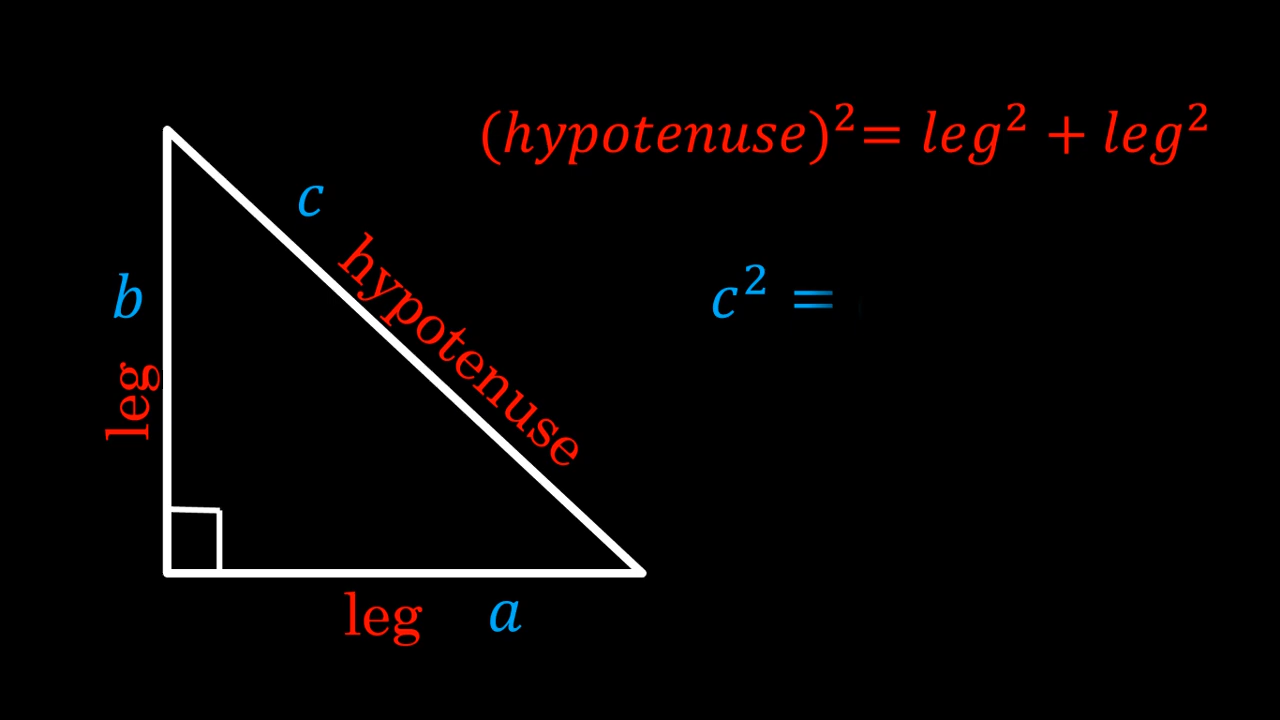 (hypotenuse)²= leg² + leg²
c
hypotenuse
b
c² =
leg
leg a